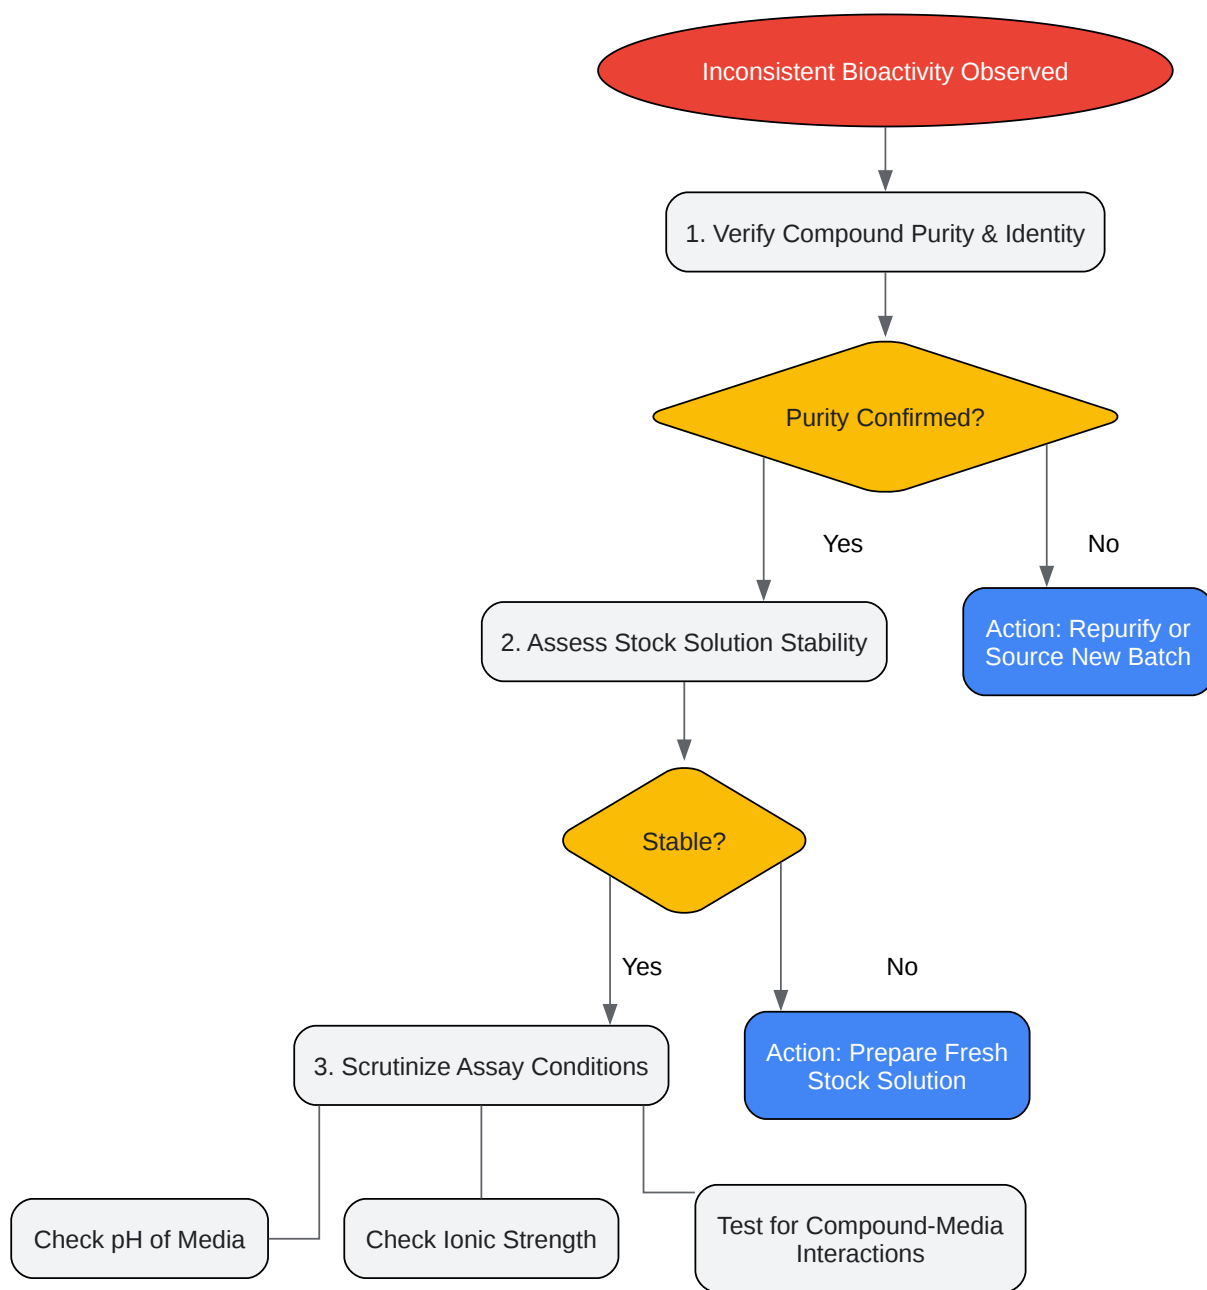 Inconsistent Bioactivity Observed
1. Verify Compound Purity & Identity
Purity Confirmed?
Yes
No
2. Assess Stock Solution Stability
Action: Repurify or
Source New Batch
Stable?
Yes
No
3. Scrutinize Assay Conditions
Action: Prepare Fresh
Stock Solution
Check pH of Media
Check Ionic Strength
Test for Compound-Media
Interactions